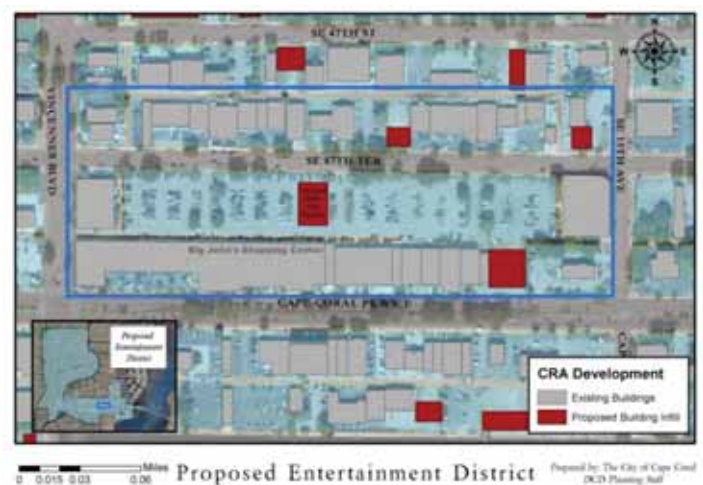 SE 47TH ST
N
W E
S
VINCENNES BLVD
SE 15TH AVE
SE 47TH TER
Big John's Shopping Center
CAPE CORAL PKWY E
Proposed
Entertainment
District
CRA Development
Existing Buildings
Proposed Building Infill
Miles
0 0.015 0.03 0.06
Proposed Entertainment District
Prepared by: The City of Cape Coral
DCD Planning Staff